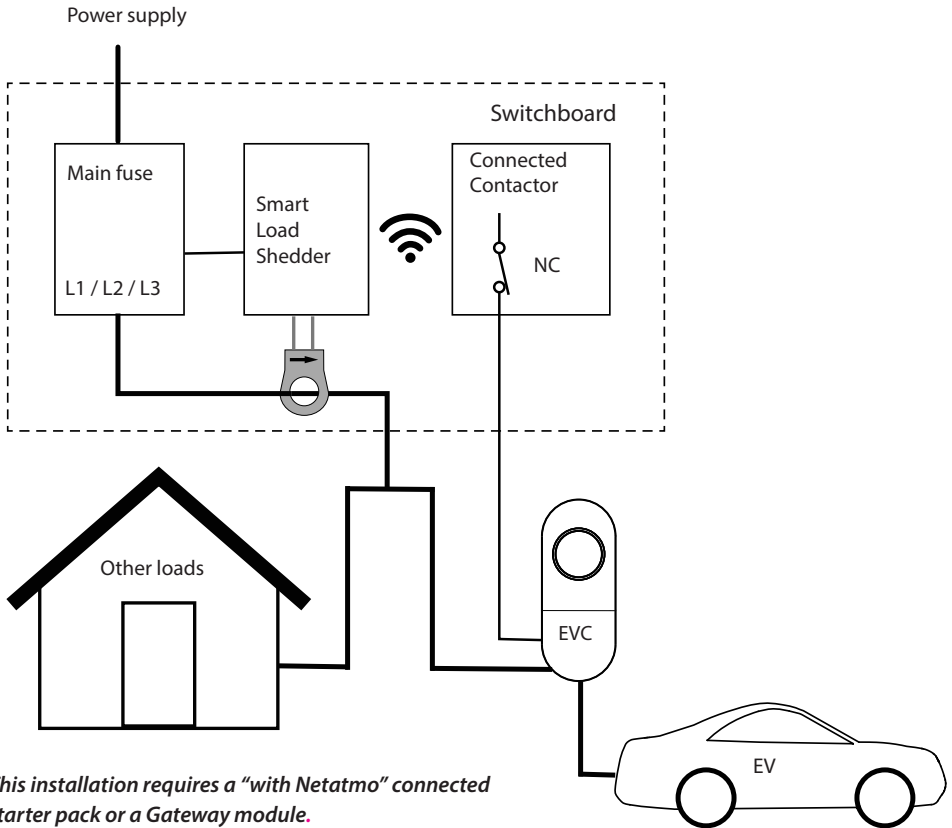 Power supply
Switchboard
Main fuse
L1 / L2 / L3
Smart
Load
Shedder
Connected
Contactor
NC
Other loads
EVC
EV
his installation requires a “with Netatmo” connected
tarter pack or a Gateway module.